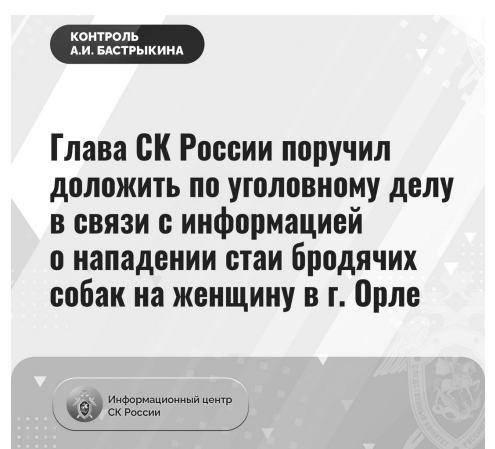 КОНТРОЛЬ
А.И. БАСТРЫКИНА
Глава СК России поручил
доложить по уголовному делу
в связи с информацией
о нападении стаи бродячих
собак на женщину в г. Орле
Информационный центр
СК России